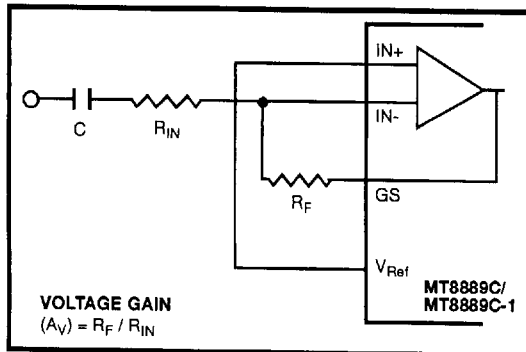 IN+
C
R_IN
IN-
R_F
GS
V_Ref
MT8889C/
MT8889C-1
VOLTAGE GAIN
(A_V) = R_F / R_IN